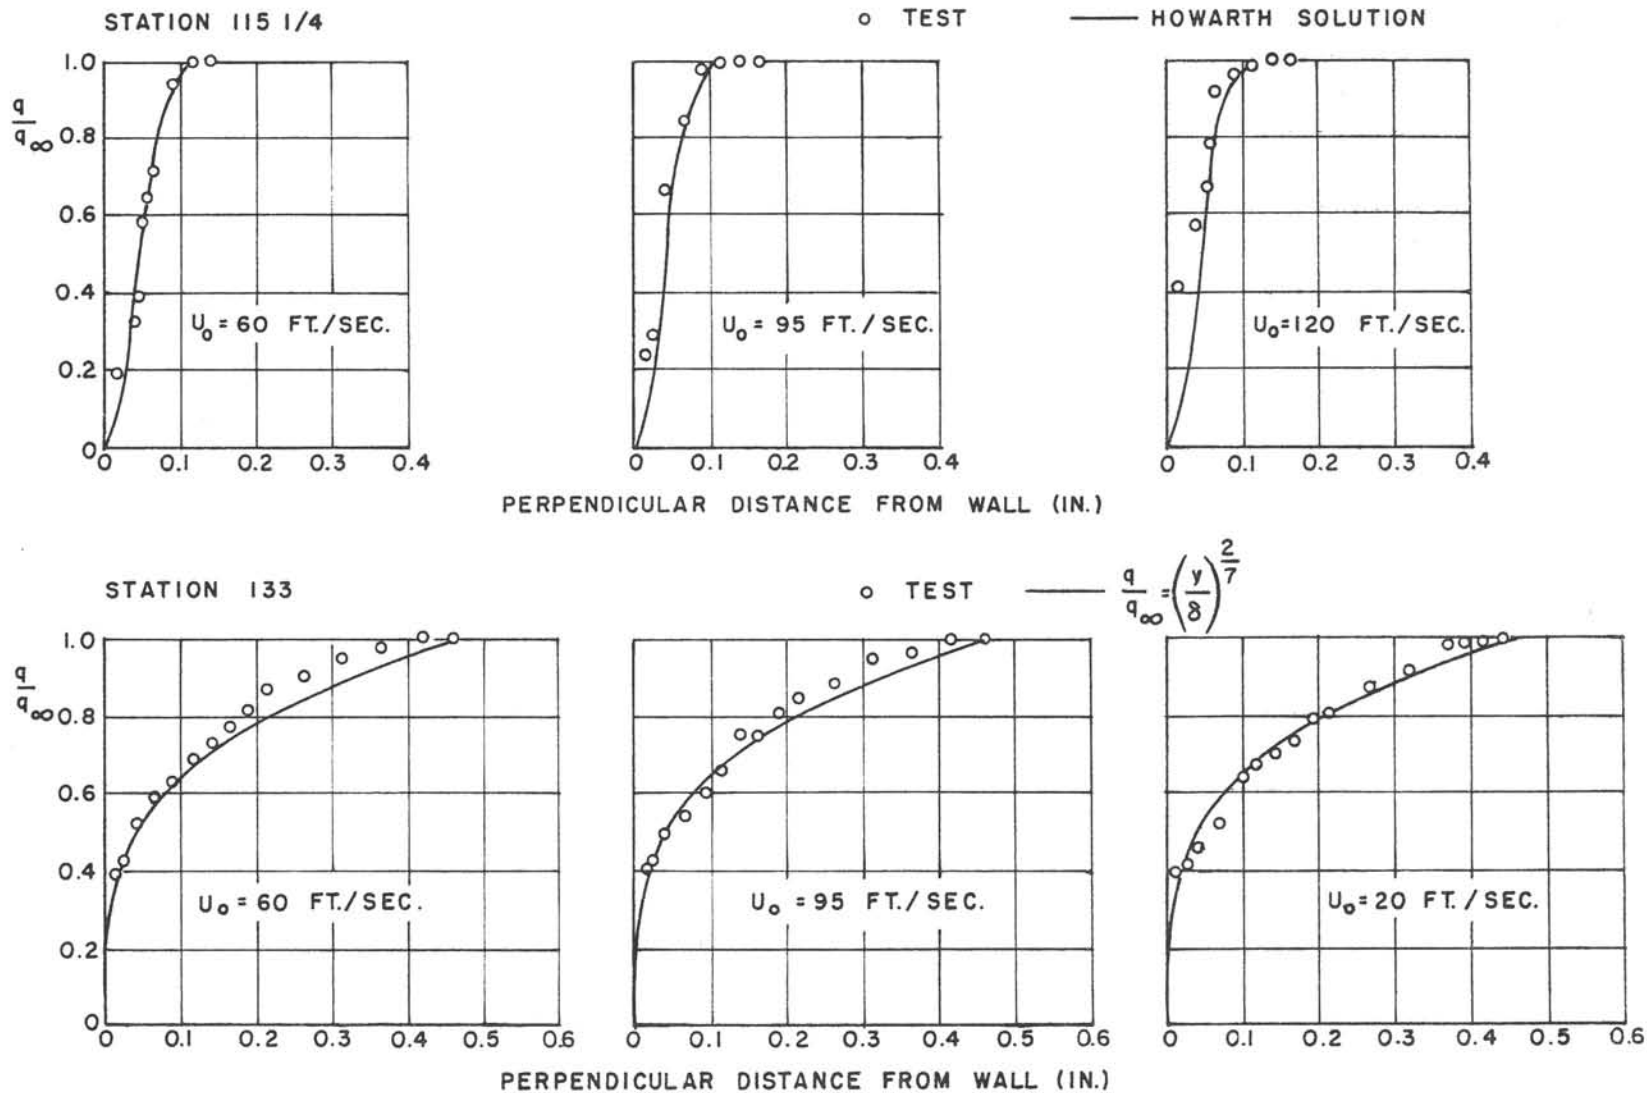 STATION 115 1/4
o TEST
—— HOWARTH SOLUTION
q/q∞
1.0
0.8
0.6
0.4
0.2
0
U₀ = 60 FT./SEC.
0 0.1 0.2 0.3 0.4
U₀ = 95 FT./SEC.
0 0.1 0.2 0.3 0.4
U₀=120 FT./SEC.
0 0.1 0.2 0.3 0.4
PERPENDICULAR DISTANCE FROM WALL (IN.)
STATION 133
o TEST
—— q/q∞ = (y/δ)^2/7
q/q∞
1.0
0.8
0.6
0.4
0.2
0
U₀ = 60 FT./SEC.
0 0.1 0.2 0.3 0.4 0.5 0.6
U₀ = 95 FT./SEC.
0 0.1 0.2 0.3 0.4 0.5 0.6
U₀=20 FT./SEC.
0 0.1 0.2 0.3 0.4 0.5 0.6
PERPENDICULAR DISTANCE FROM WALL (IN.)